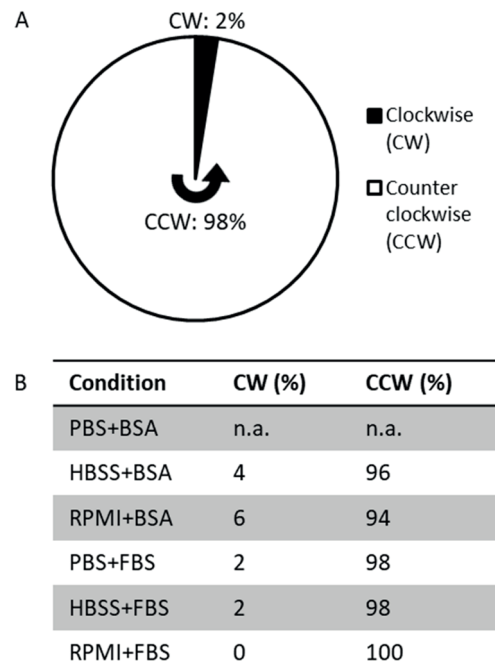 A
CW: 2%
CCW: 98%
Clockwise
(CW)
Counter
clockwise
(CCW)
B
Condition CW (%) CCW (%)
PBS+BSA n.a. n.a.
HBSS+BSA 4 96
RPMI+BSA 6 94
PBS+FBS 2 98
HBSS+FBS 2 98
RPMI+FBS 0 100